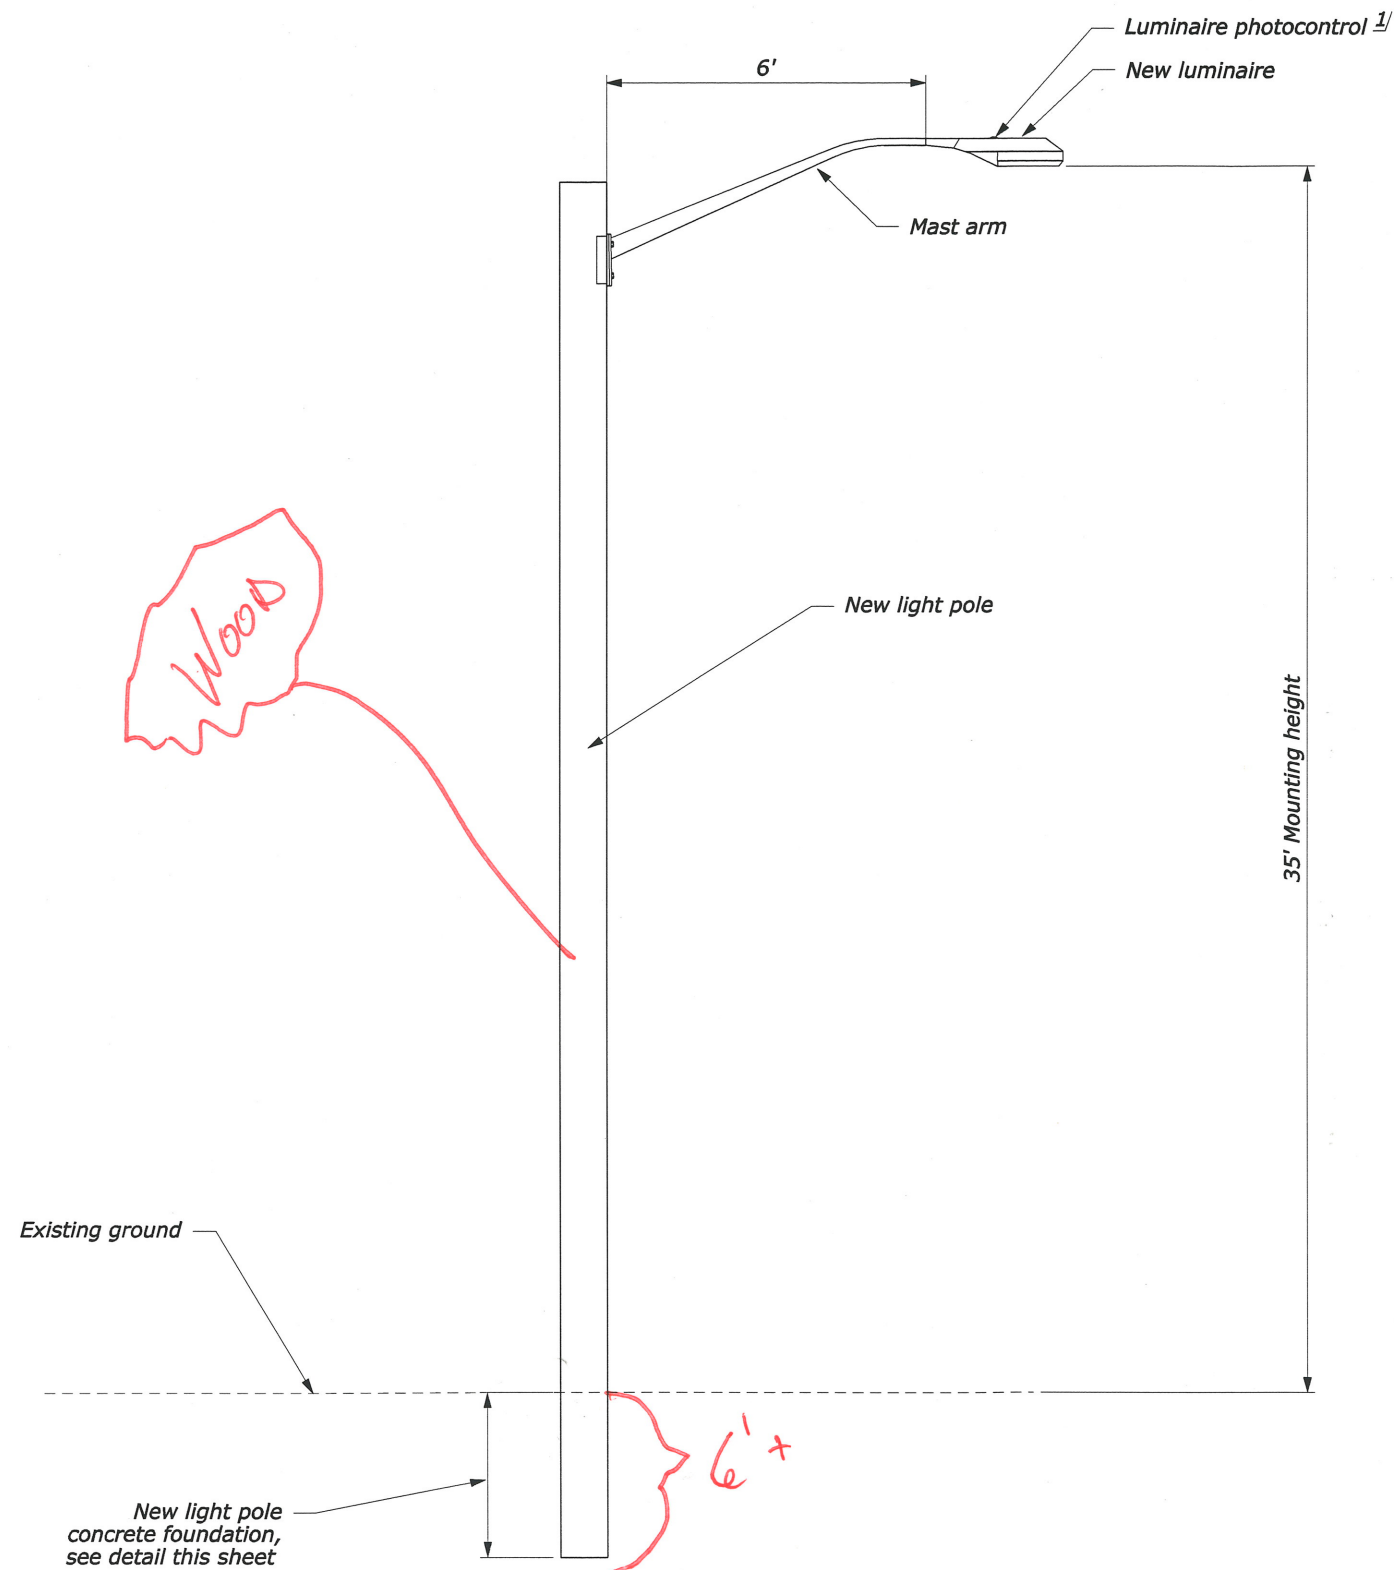 Luminaire photocontrol 1/
6'
New luminaire
Mast arm
WOOD
New light pole
35' Mounting height
Existing ground
6' +
New light pole
concrete foundation,
see detail this sheet